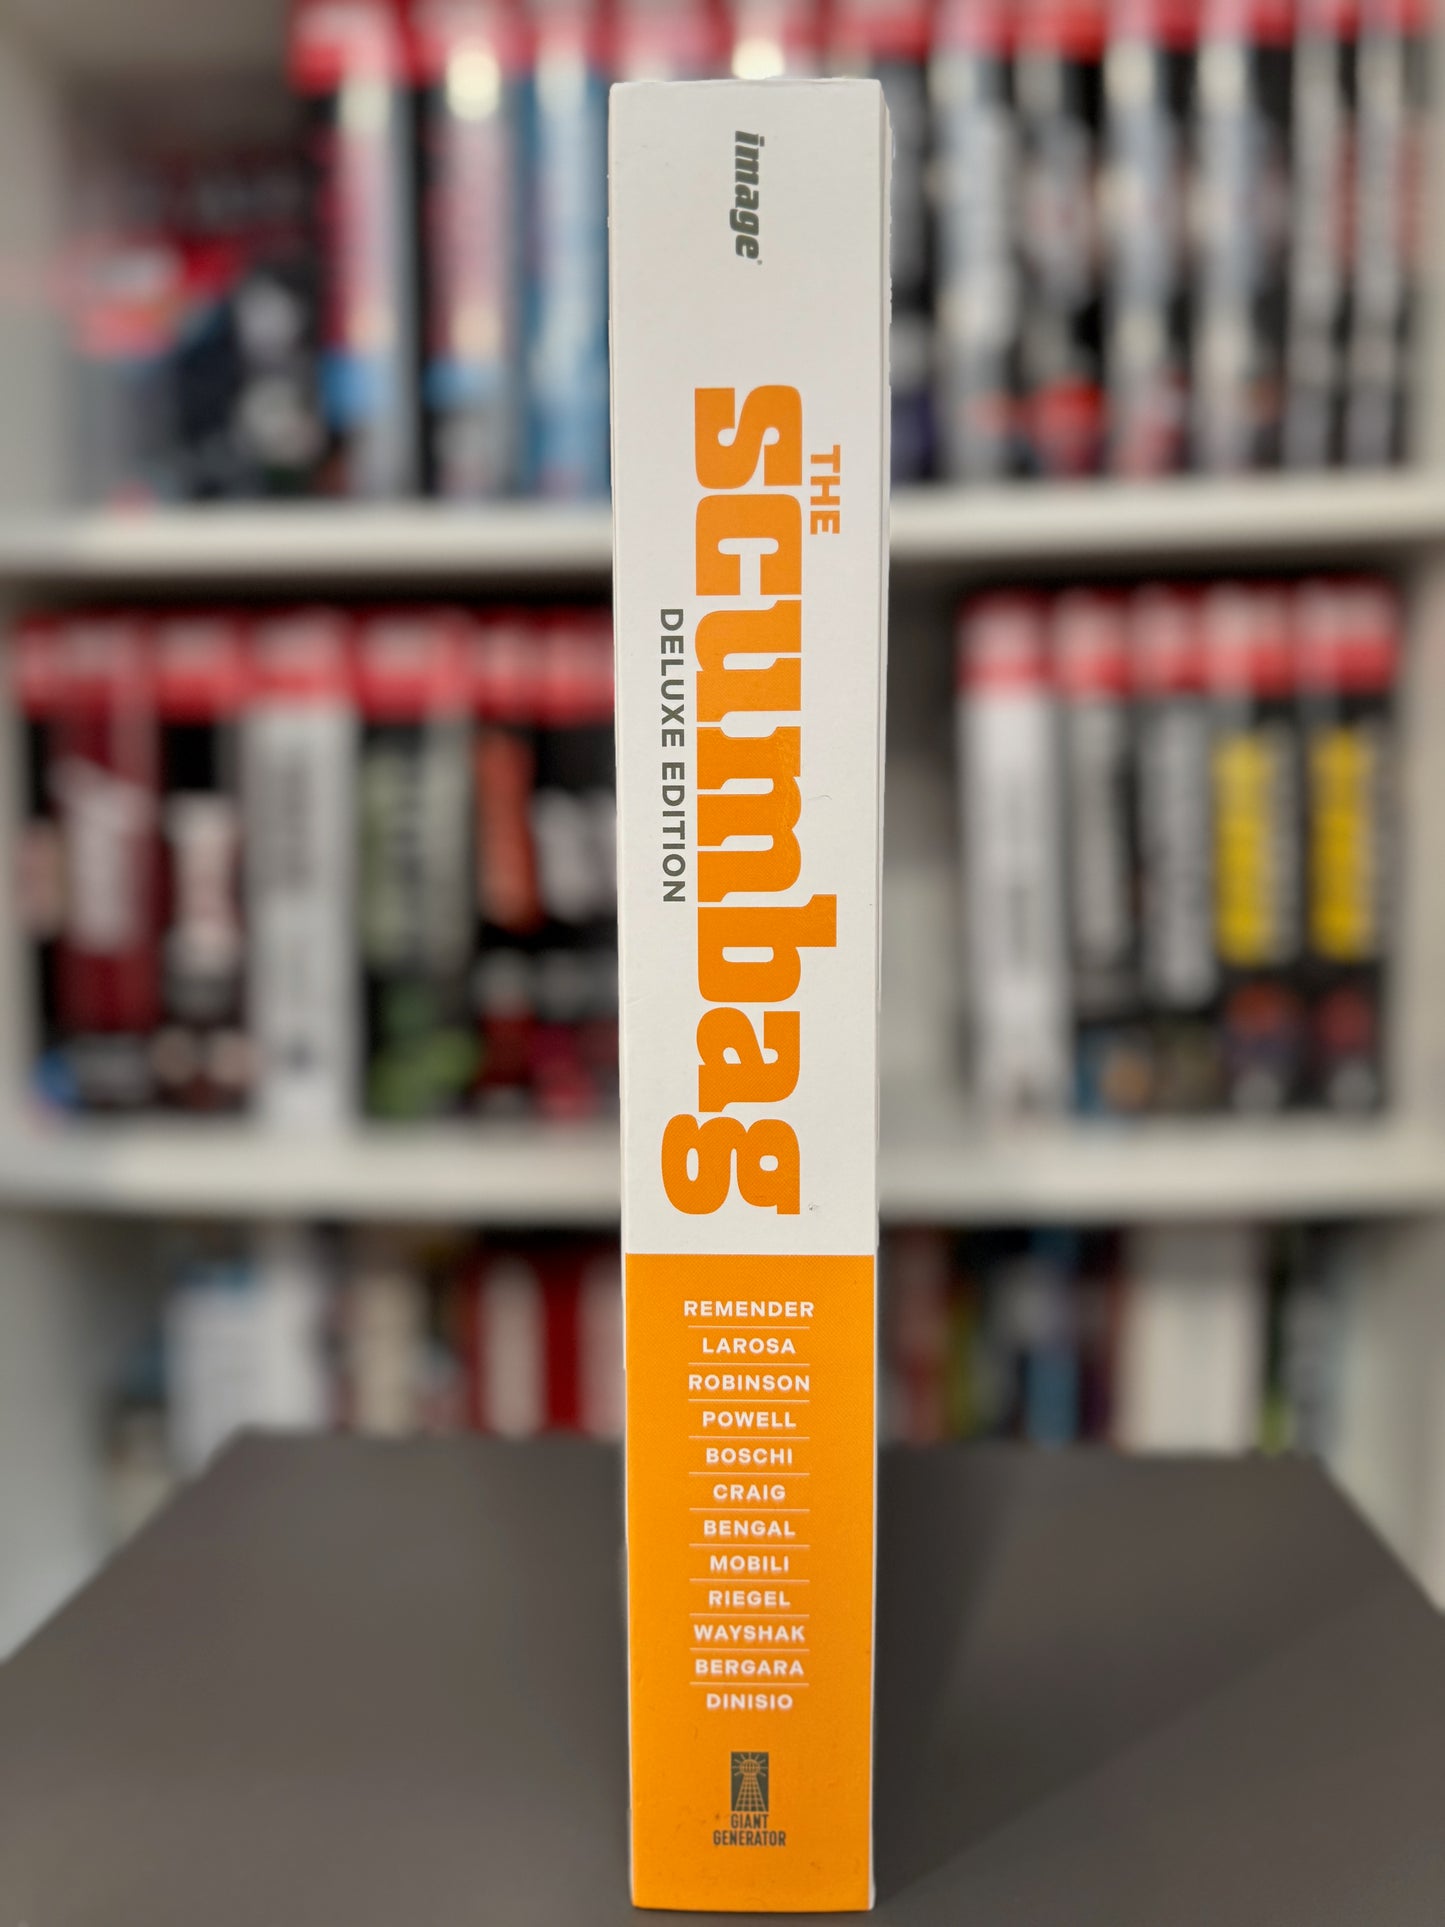 image
THE
scumbag
DELUXE EDITION
REMENDER
LAROSA
ROBINSON
POWELL
BOSCHI
CRAIG
BENGAL
MOBILI
RIEGEL
WAYSHAK
BERGARA
DINISIO
GIANT
GENERATOR